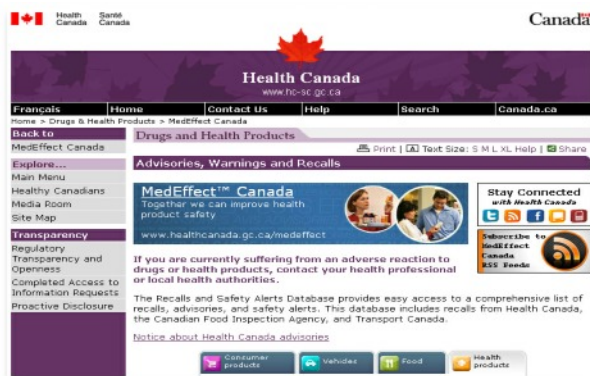 Health Canada
Santé Canada
Canada
Health Canada
www.hc-sc.gc.ca
Français Home Contact Us Help Search Canada.ca
Home > Drugs & Health Products > MedEffect Canada
Back to
MedEffect Canada
Explore...
Main Menu
Healthy Canadians
Media Room
Site Map
Transparency
Regulatory
Transparency and
Openness
Completed Access to
Information Requests
Proactive Disclosure
Drugs and Health Products
Print | A Text Size: S M L XL Help | Share
Advisories, Warnings and Recalls
MedEffect™ Canada
Together we can improve health
product safety
www.healthcanada.gc.ca/medeffect
Stay Connected
with Health Canada
Subscribe to
MedEffect
Canada
RSS Feeds
If you are currently suffering from an adverse reaction to
drugs or health products, contact your health professional
or local health authorities.
The Recalls and Safety Alerts Database provides easy access to a comprehensive list of
recalls, advisories, and safety alerts. This database includes recalls from Health Canada,
the Canadian Food Inspection Agency, and Transport Canada.
Notice about Health Canada advisories
Consumer products
Vehicles
Food
Health products